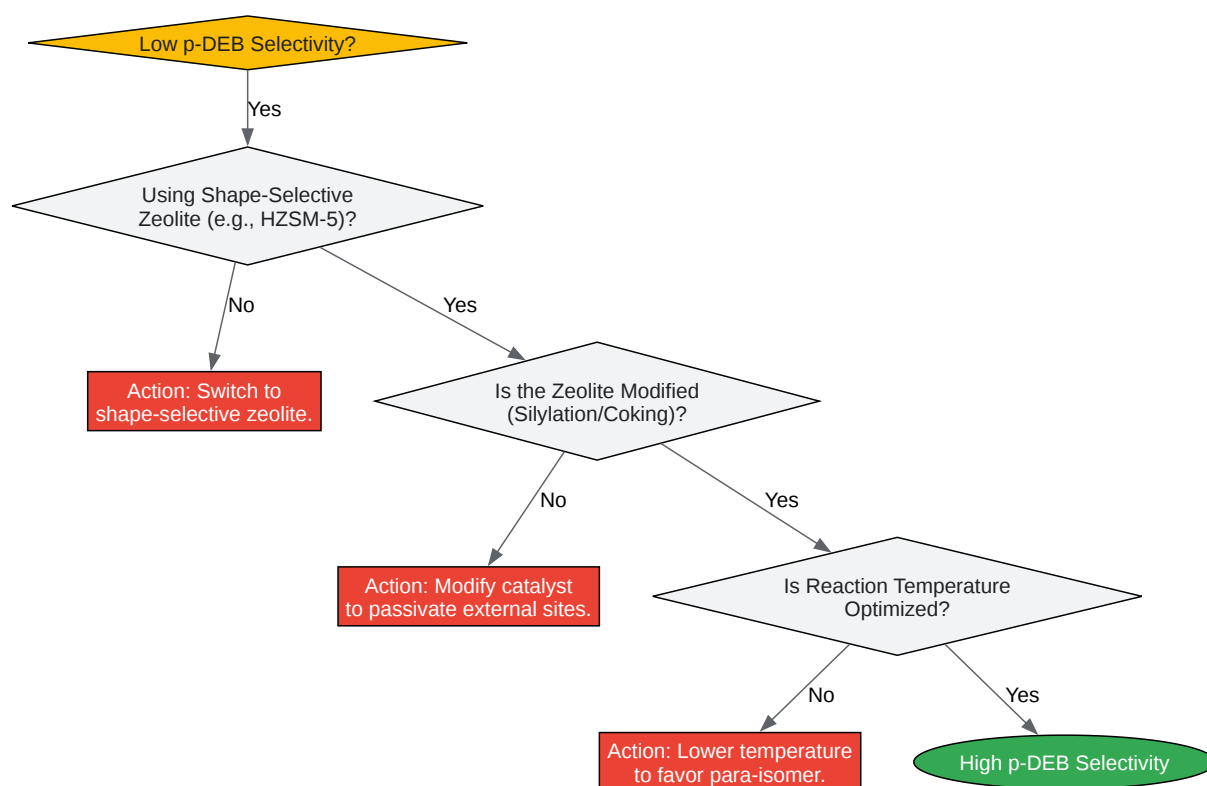 Low p-DEB Selectivity?
Yes
Using Shape-Selective
Zeolite (e.g., HZSM-5)?
No
Yes
Action: Switch to
shape-selective zeolite.
Is the Zeolite Modified
(Silylation/Coking)?
No
Yes
Action: Modify catalyst
to passivate external sites.
Is Reaction Temperature
Optimized?
No
Yes
Action: Lower temperature
to favor para-isomer.
High p-DEB Selectivity